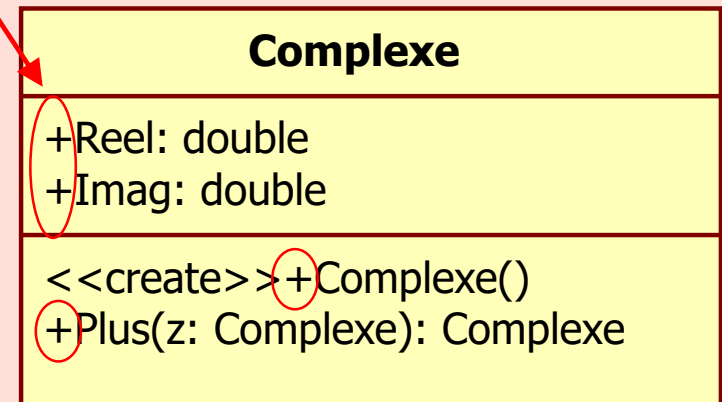 Complexe
+Reel: double
+Imag: double
<<create>>+Complexe()
+Plus(z: Complexe): Complexe